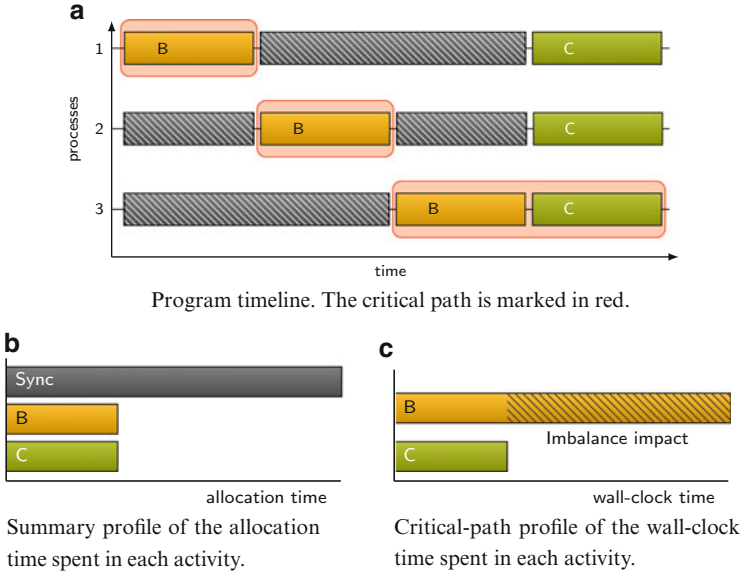 a
1 B C
processes
2 B C
3 B C
time
Program timeline. The critical path is marked in red.
b
Sync
B
C
allocation time
Summary profile of the allocation
time spent in each activity.
c
B
Imbalance impact
C
wall-clock time
Critical-path profile of the wall-clock
time spent in each activity.